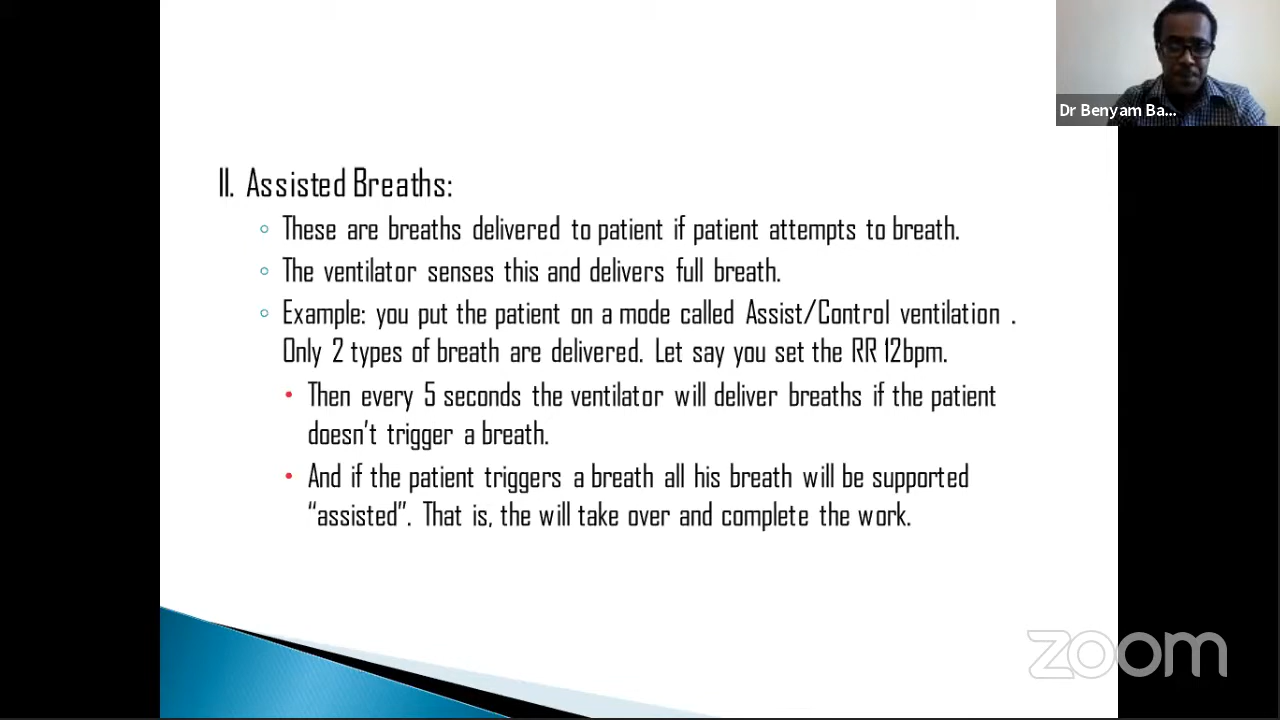 Dr Benyam Ba...
II. Assisted Breaths:
These are breaths delivered to patient if patient attempts to breath.
The ventilator senses this and delivers full breath.
Example: you put the patient on a mode called Assist/Control ventilation .
Only 2 types of breath are delivered. Let say you set the RR 12bpm.
Then every 5 seconds the ventilator will deliver breaths if the patient
doesn't trigger a breath.
And if the patient triggers a breath all his breath will be supported
“assisted”. That is, the will take over and complete the work.
zoom